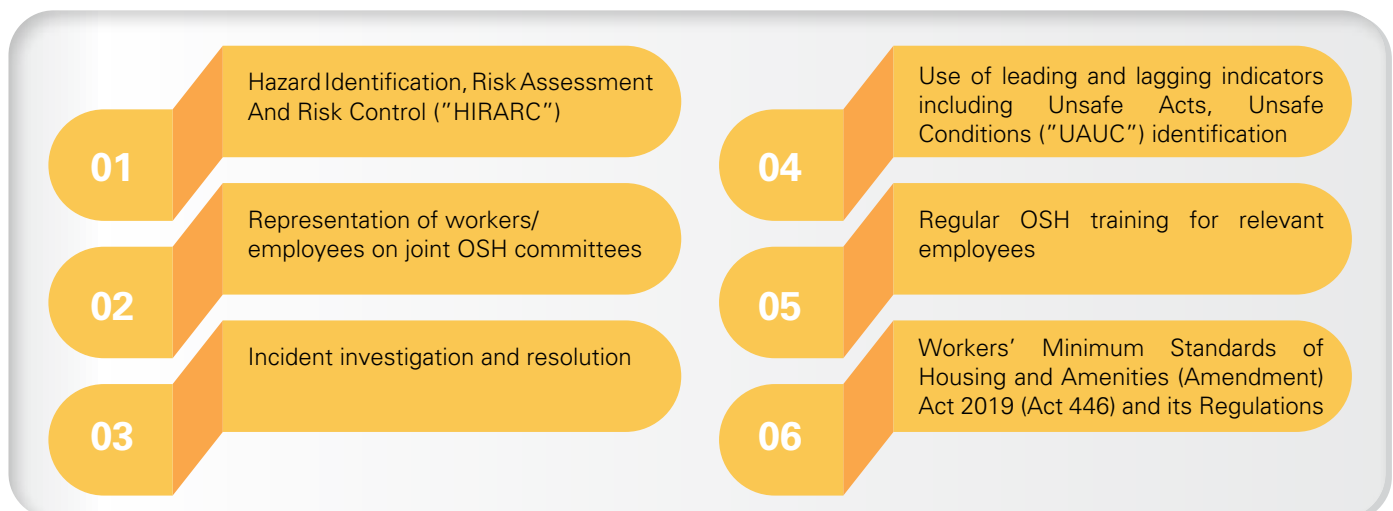 01
Hazard Identification, Risk Assessment
And Risk Control ("HIRARC")
02
Representation of workers/
employees on joint OSH committees
03
Incident investigation and resolution
04
Use of leading and lagging indicators
including Unsafe Acts, Unsafe
Conditions ("UAUC") identification
05
Regular OSH training for relevant
employees
06
Workers' Minimum Standards of
Housing and Amenities (Amendment)
Act 2019 (Act 446) and its Regulations